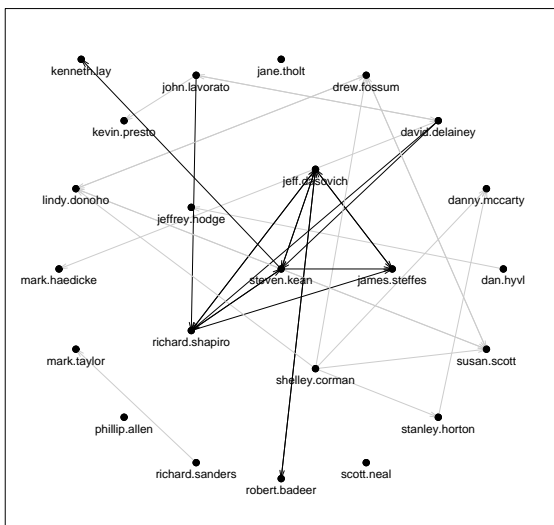 kenneth.lay
jane.tholt
john.lavorato
drew.fossum
kevin.presto
david.delainey
jeff.dasovich
lindy.donoho
danny.mccarty
jeffrey.hodge
mark.haedicke
steven.kean
james.steffes
dan.hyvl
richard.shapiro
mark.taylor
susan.scott
shelley.corman
phillip.allen
stanley.horton
richard.sanders
scott.neal
robert.badeer